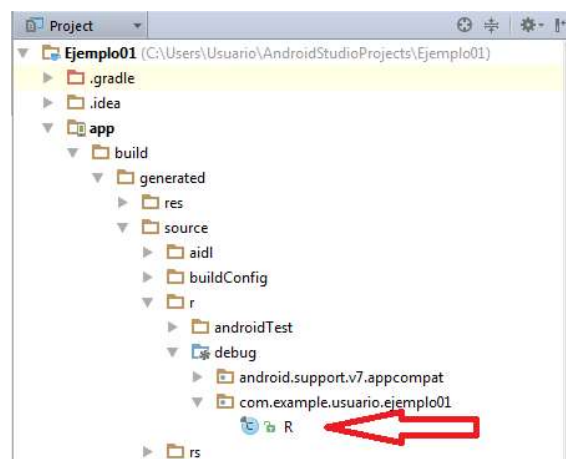 Project
Ejemplo01 (C:\Users\Usuario\AndroidStudioProjects\Ejemplo01)
.gradle
.idea
app
build
generated
res
source
aidl
buildConfig
r
androidTest
debug
android.support.v7.appcompat
com.example.usuario.ejemplo01
R
rs